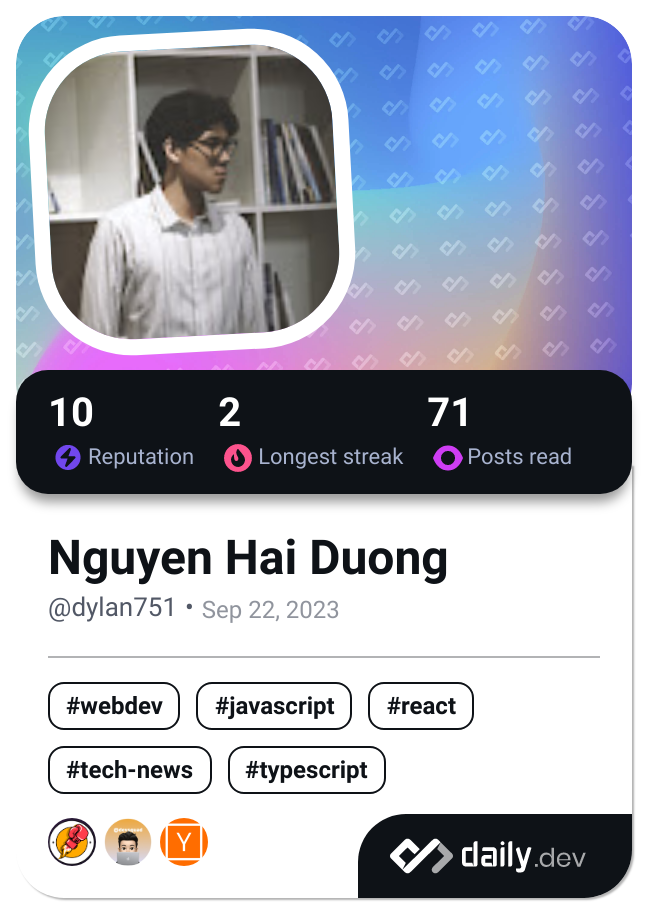 10 2 71
Reputation Longest streak Posts read
Nguyen Hai Duong
@dylan751 • Sep 22, 2023
#webdev #javascript #react
#tech-news #typescript
Y
daily.dev